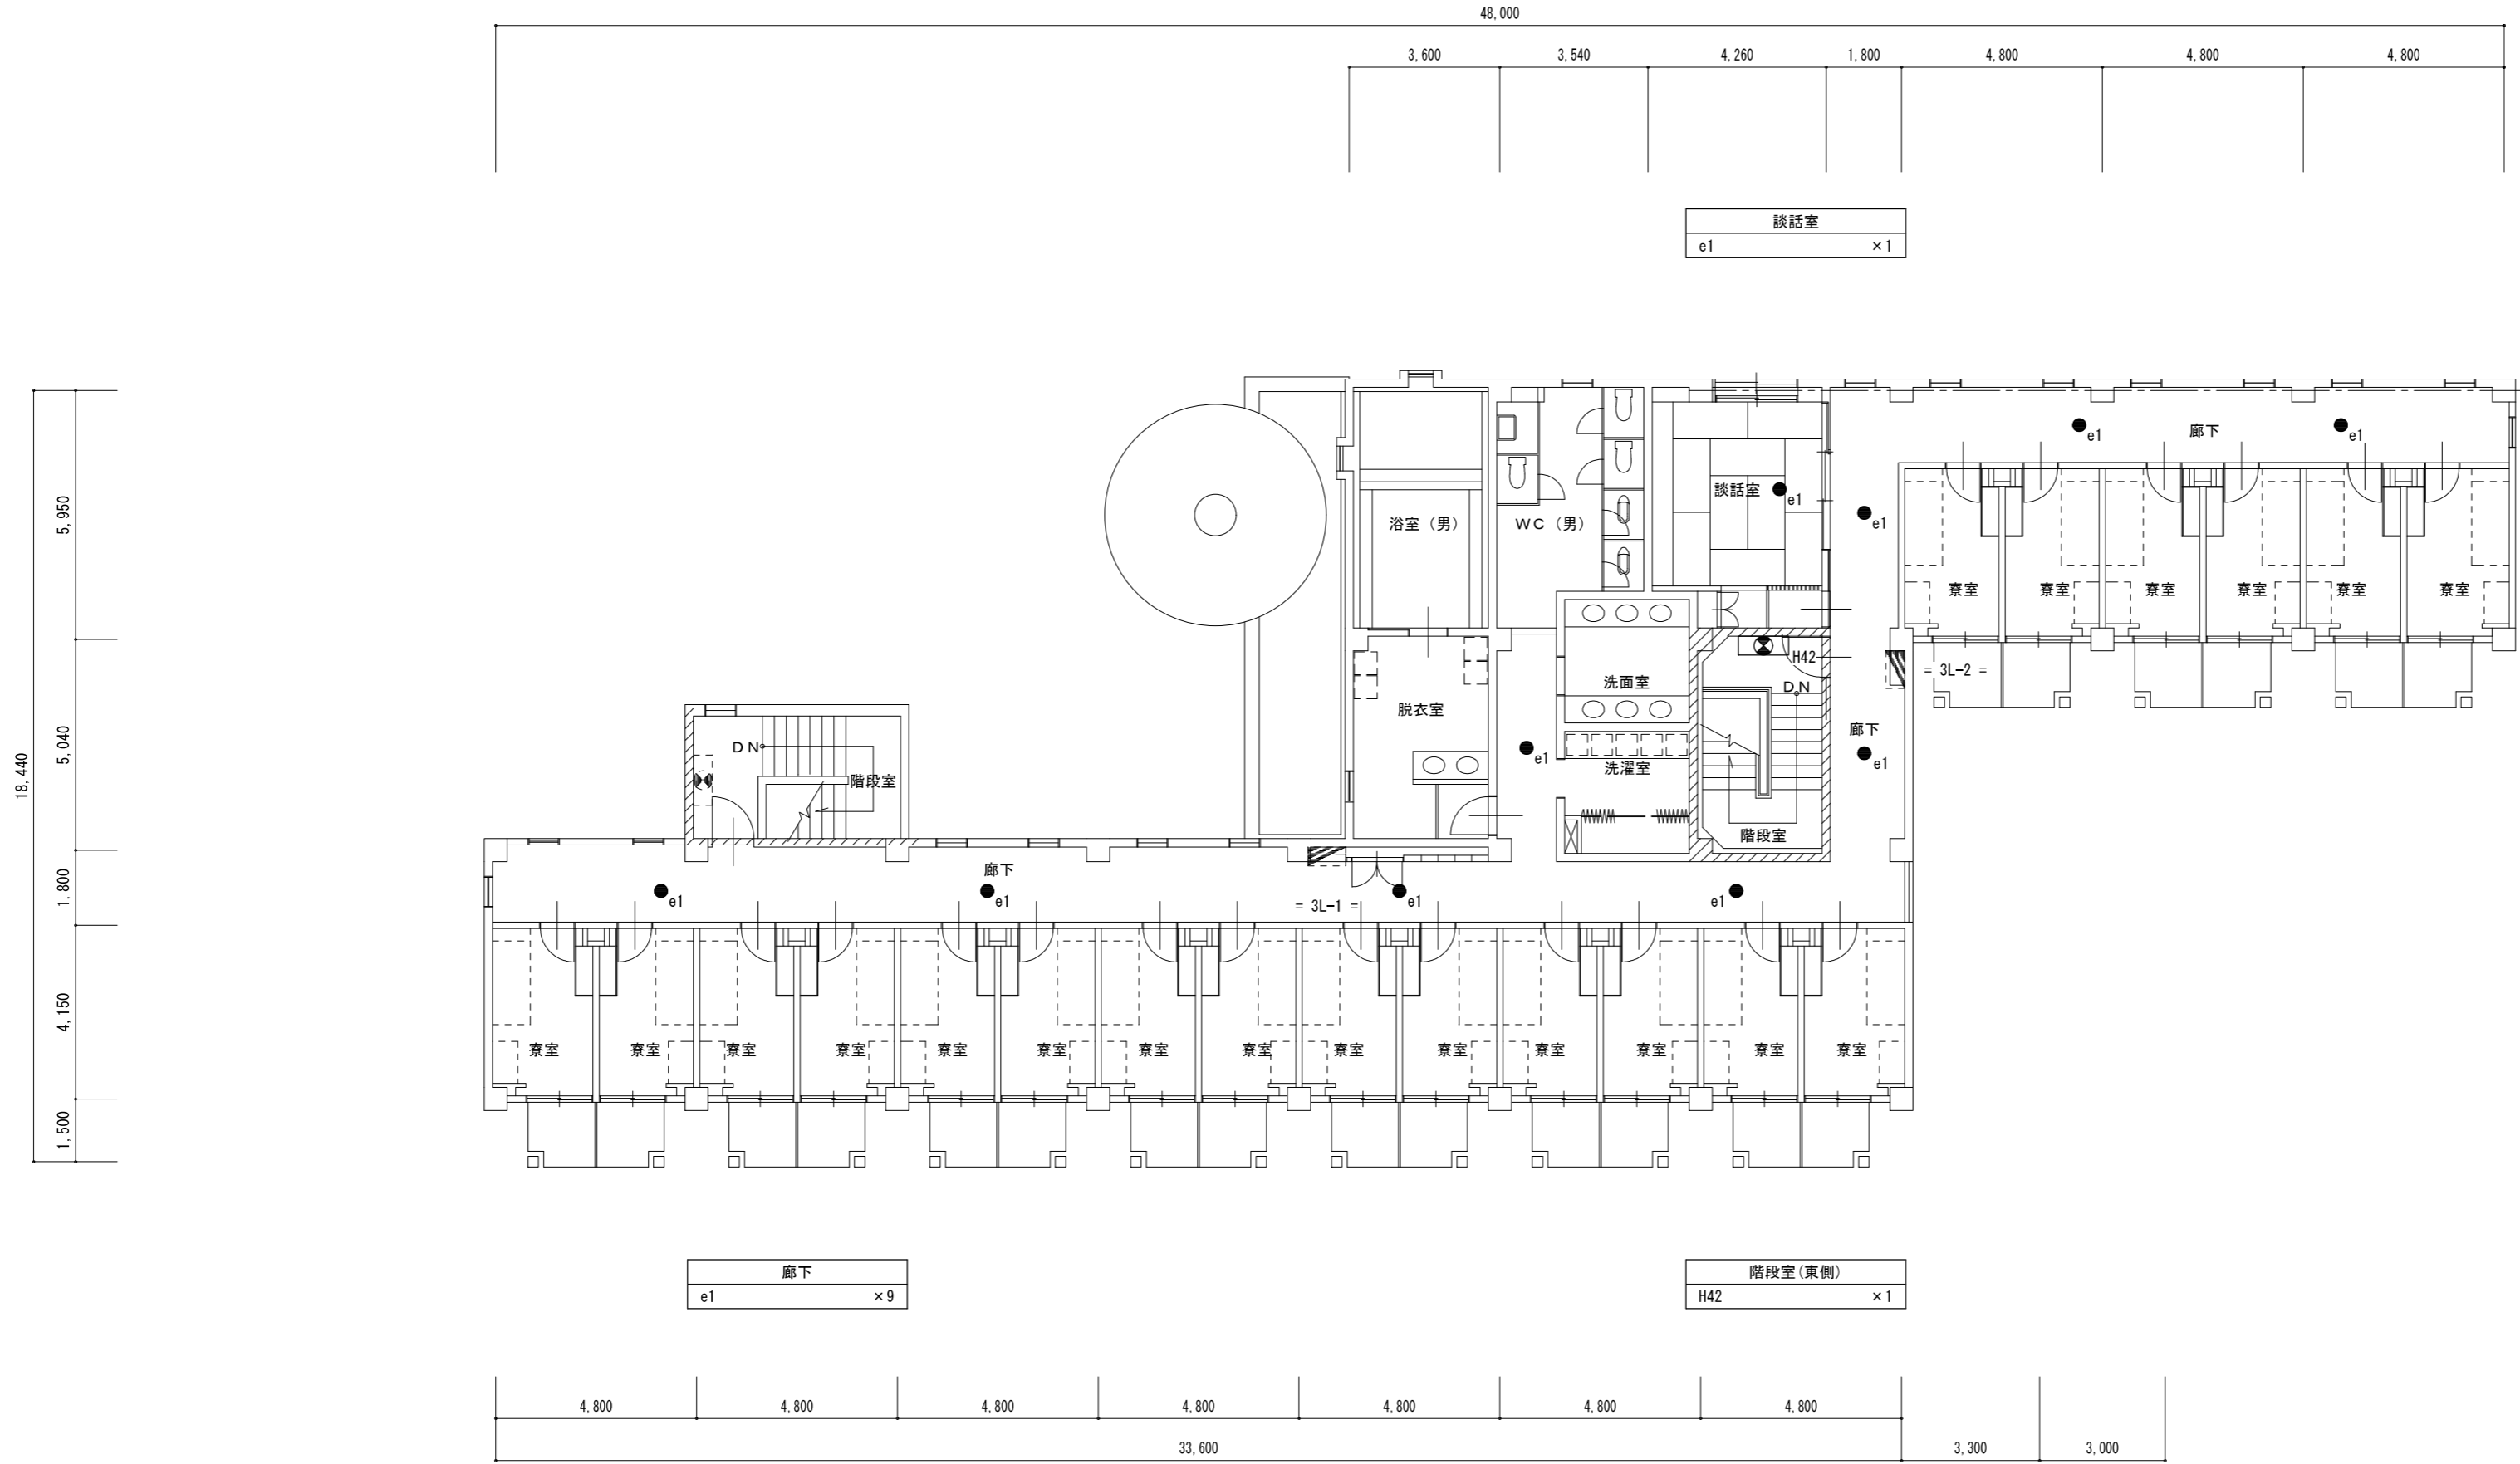 48,000
3,600 3,540 4,260 1,800 4,800 4,800 4,800
談話室
e1 ×1
e1 e1
廊下
談話室
e1
e1
浴室（男） ＷＣ（男）
5,950
寮室 寮室 寮室 寮室 寮室 寮室
H42
= 3L-2 =
洗面室
ＤＮ
脱衣室
廊下
ＤＮ
5,040
18,440
e1
e1
洗濯室
階段室
階段室
廊下
1,800
e1 e1 e1 e1
= 3L-1 =
4,150
寮室 寮室 寮室 寮室 寮室 寮室 寮室 寮室 寮室 寮室 寮室 寮室 寮室 寮室
1,500
廊下
e1 ×9
階段室(東側)
H42 ×1
4,800 4,800 4,800 4,800 4,800 4,800 4,800
33,600 3,300 3,000